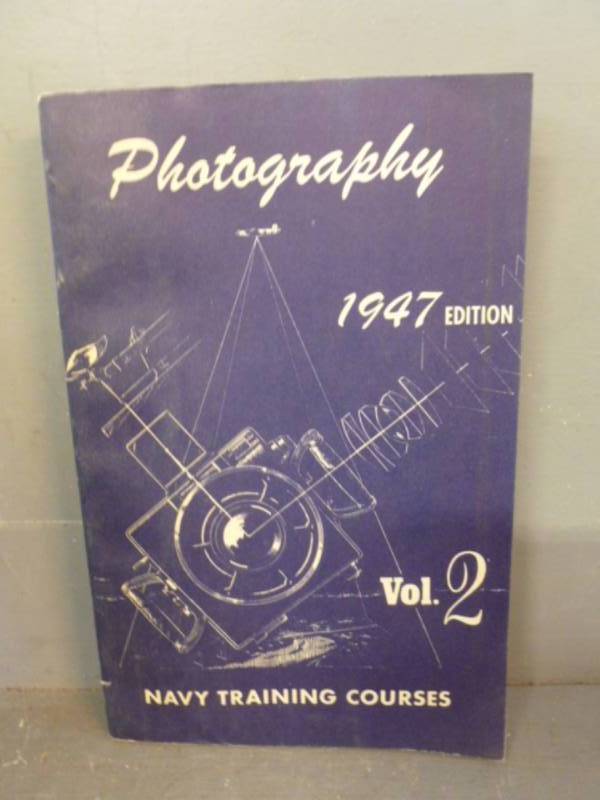 Photography
1947 EDITION
Vol. 2
NAVY TRAINING COURSES